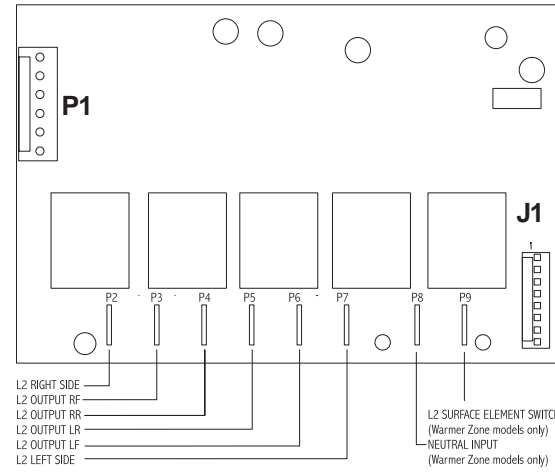 P1
J1
1
P2 P3 P4 P5 P6 P7 P8 P9
L2 RIGHT SIDE
L2 OUTPUT RF
L2 OUTPUT RR
L2 OUTPUT LR
L2 OUTPUT LF
L2 LEFT SIDE
L2 SURFACE ELEMENT SWITC
(Warmer Zone models only)
NEUTRAL INPUT
(Warmer Zone models only)